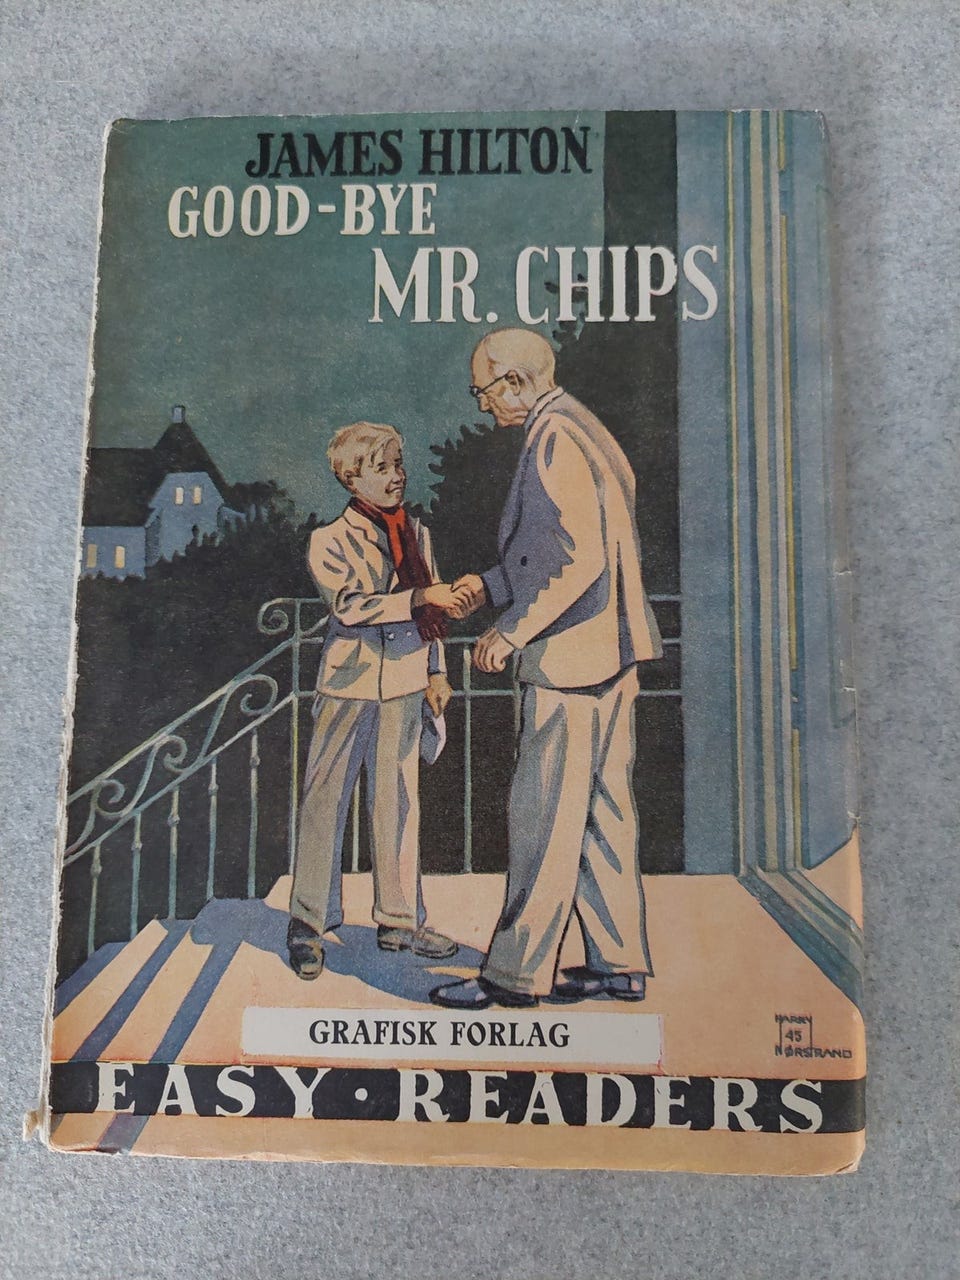 JAMES HILTON
GOOD-BYE
MR. CHIPS
GRAFISK FORLAG
HARRY
45
NØRSTRAND
EASY · READERS